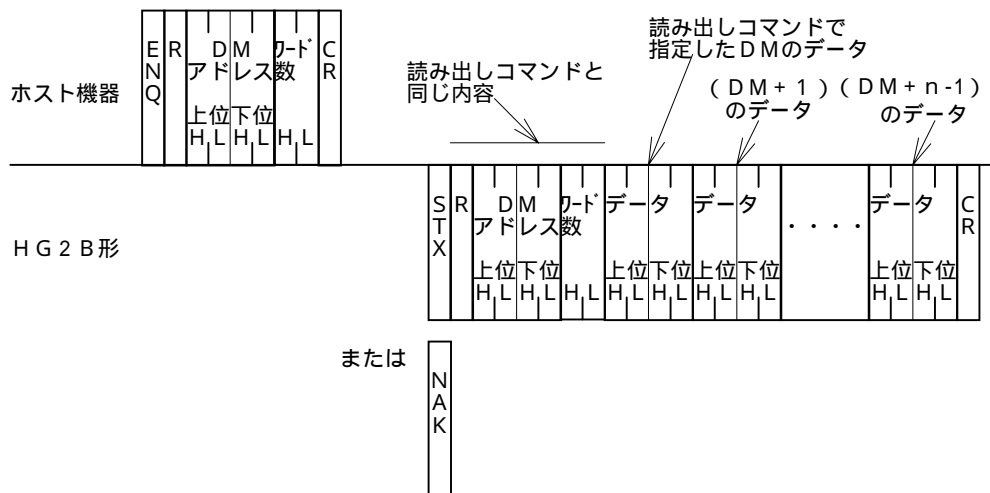 読み出しコマンドで
指定したＤＭのデータ
読み出しコマンドと
同じ内容
（ＤＭ＋１）（ＤＭ＋ｎ-1）
のデータ　のデータ
ホスト機器
ENQ R ＤＭ ﾜｰﾄﾞ CR
アドレス 数
上位 下位
H L H L H L
ＨＧ２Ｂ形
STX R ＤＭ ﾜｰﾄﾞ データ データ ・・・・ データ CR
アドレス 数
上位 下位 上位 下位 上位 下位 上位 下位
H L H L H L H L H L H L H L H L H L
または
NAK